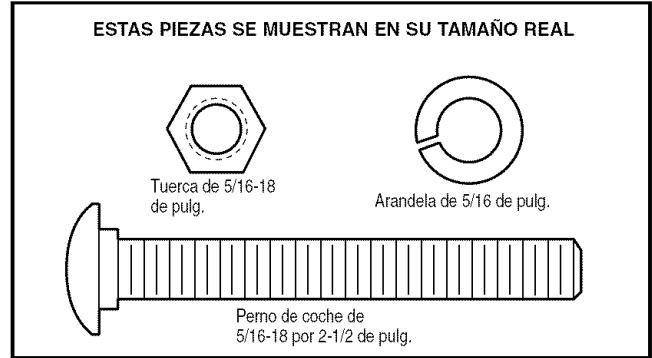 ESTAS PIEZAS SE MUESTRAN EN SU TAMAÑO REAL
Tuerca de 5/16-18
de pulg.
Arandela de 5/16 de pulg.
Perno de coche de
5/16-18 por 2-1/2 de pulg.